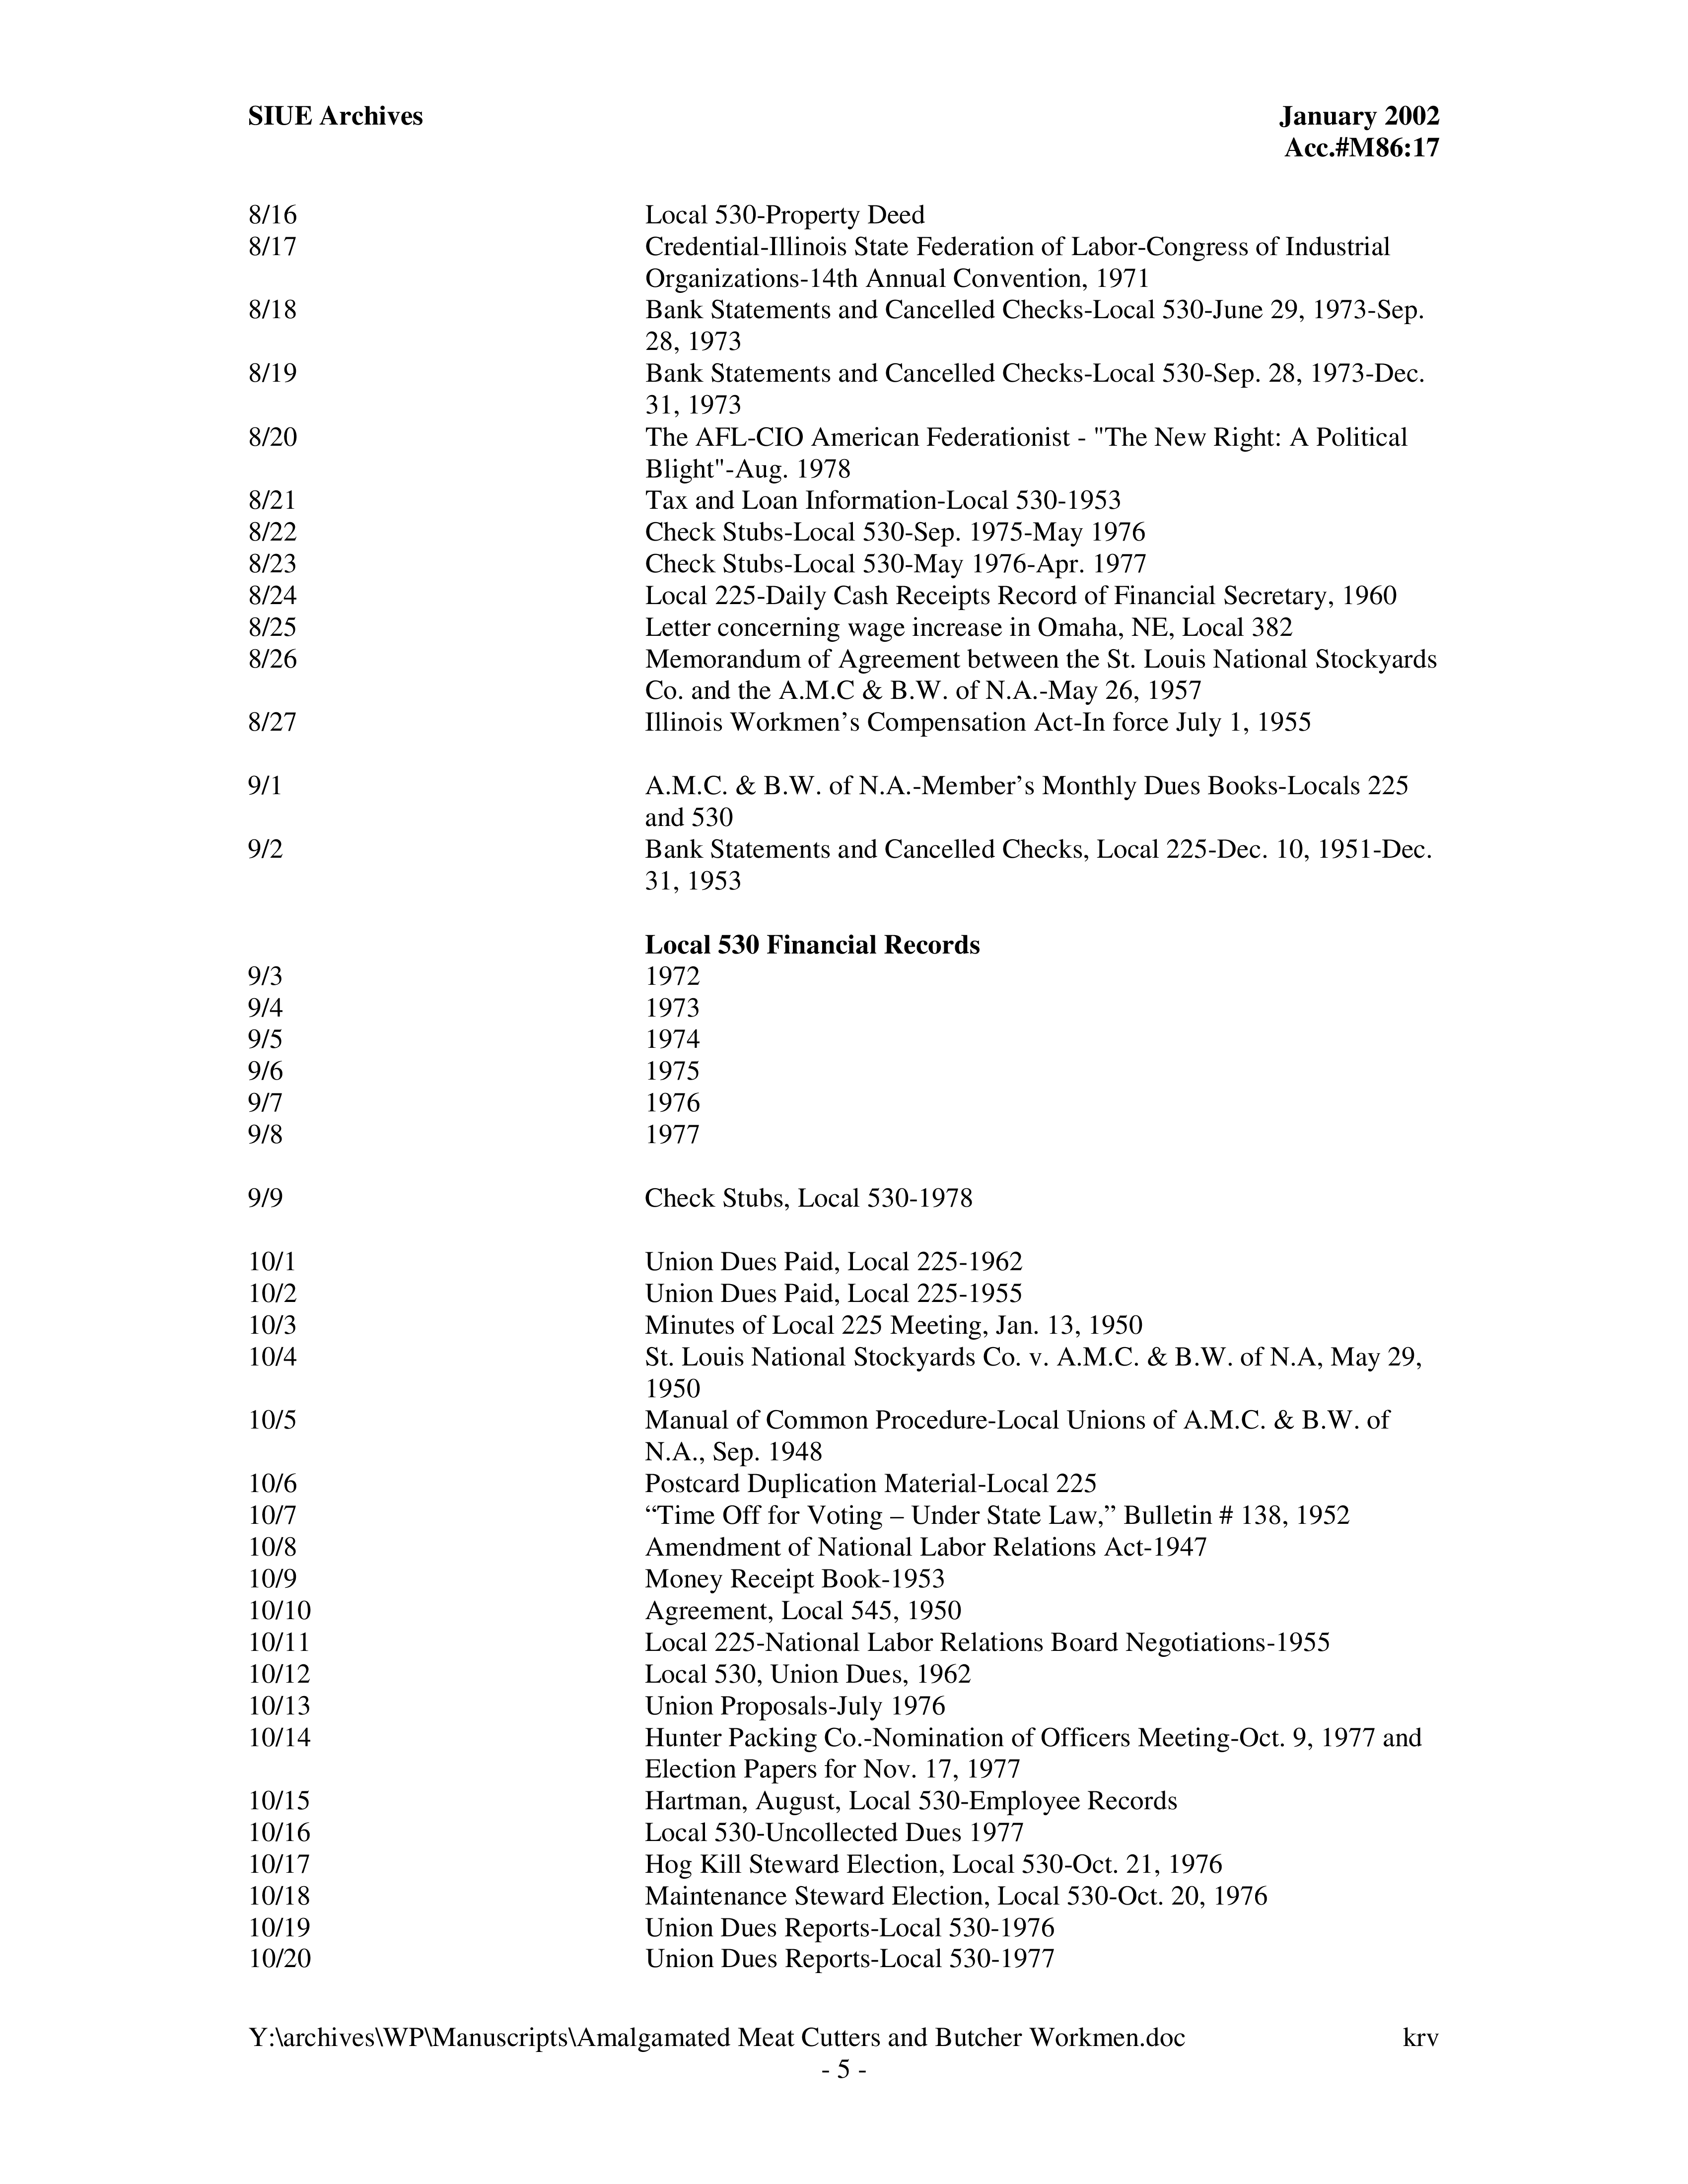 SIUE Archives January 2002
Acc.#M86:17
8/16 Local 530-Property Deed
8/17 Credential-Illinois State Federation of Labor-Congress of Industrial
Organizations-14th Annual Convention, 1971
8/18 Bank Statements and Cancelled Checks-Local 530-June 29, 1973-Sep.
28, 1973
8/19 Bank Statements and Cancelled Checks-Local 530-Sep. 28, 1973-Dec.
31, 1973
8/20 The AFL-CIO American Federationist - "The New Right: A Political
Blight"-Aug. 1978
8/21 Tax and Loan Information-Local 530-1953
8/22 Check Stubs-Local 530-Sep. 1975-May 1976
8/23 Check Stubs-Local 530-May 1976-Apr. 1977
8/24 Local 225-Daily Cash Receipts Record of Financial Secretary, 1960
8/25 Letter concerning wage increase in Omaha, NE, Local 382
8/26 Memorandum of Agreement between the St. Louis National Stockyards
Co. and the A.M.C & B.W. of N.A.-May 26, 1957
8/27 Illinois Workmen’s Compensation Act-In force July 1, 1955
9/1 A.M.C. & B.W. of N.A.-Member’s Monthly Dues Books-Locals 225
and 530
9/2 Bank Statements and Cancelled Checks, Local 225-Dec. 10, 1951-Dec.
31, 1953
Local 530 Financial Records
9/3 1972
9/4 1973
9/5 1974
9/6 1975
9/7 1976
9/8 1977
9/9 Check Stubs, Local 530-1978
10/1 Union Dues Paid, Local 225-1962
10/2 Union Dues Paid, Local 225-1955
10/3 Minutes of Local 225 Meeting, Jan. 13, 1950
10/4 St. Louis National Stockyards Co. v. A.M.C. & B.W. of N.A, May 29,
1950
10/5 Manual of Common Procedure-Local Unions of A.M.C. & B.W. of
N.A., Sep. 1948
10/6 Postcard Duplication Material-Local 225
10/7 “Time Off for Voting – Under State Law,” Bulletin # 138, 1952
10/8 Amendment of National Labor Relations Act-1947
10/9 Money Receipt Book-1953
10/10 Agreement, Local 545, 1950
10/11 Local 225-National Labor Relations Board Negotiations-1955
10/12 Local 530, Union Dues, 1962
10/13 Union Proposals-July 1976
10/14 Hunter Packing Co.-Nomination of Officers Meeting-Oct. 9, 1977 and
Election Papers for Nov. 17, 1977
10/15 Hartman, August, Local 530-Employee Records
10/16 Local 530-Uncollected Dues 1977
10/17 Hog Kill Steward Election, Local 530-Oct. 21, 1976
10/18 Maintenance Steward Election, Local 530-Oct. 20, 1976
10/19 Union Dues Reports-Local 530-1976
10/20 Union Dues Reports-Local 530-1977
Y:\archives\WP\Manuscripts\Amalgamated Meat Cutters and Butcher Workmen.doc krv
- 5 -